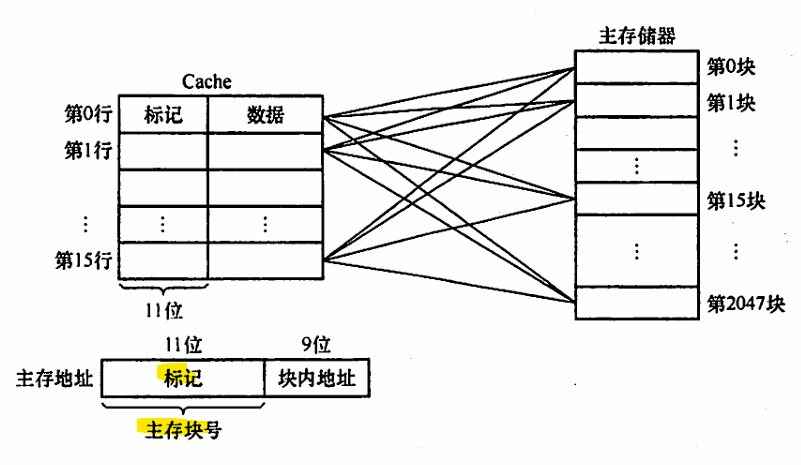 主存储器
Cache
第0行 标记 数据
第1行
⋮ ⋮ ⋮
第15行
11位
第0块
第1块
⋮
⋮
第15块
⋮ ⋮
第2047块
11位 9位
主存地址 标记 块内地址
主存块号